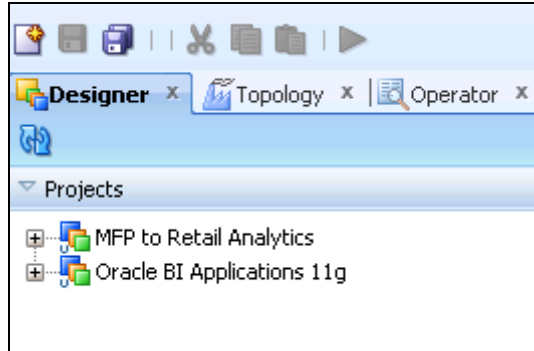 Designer x Topology x Operator x
Projects
MFP to Retail Analytics
Oracle BI Applications 11g